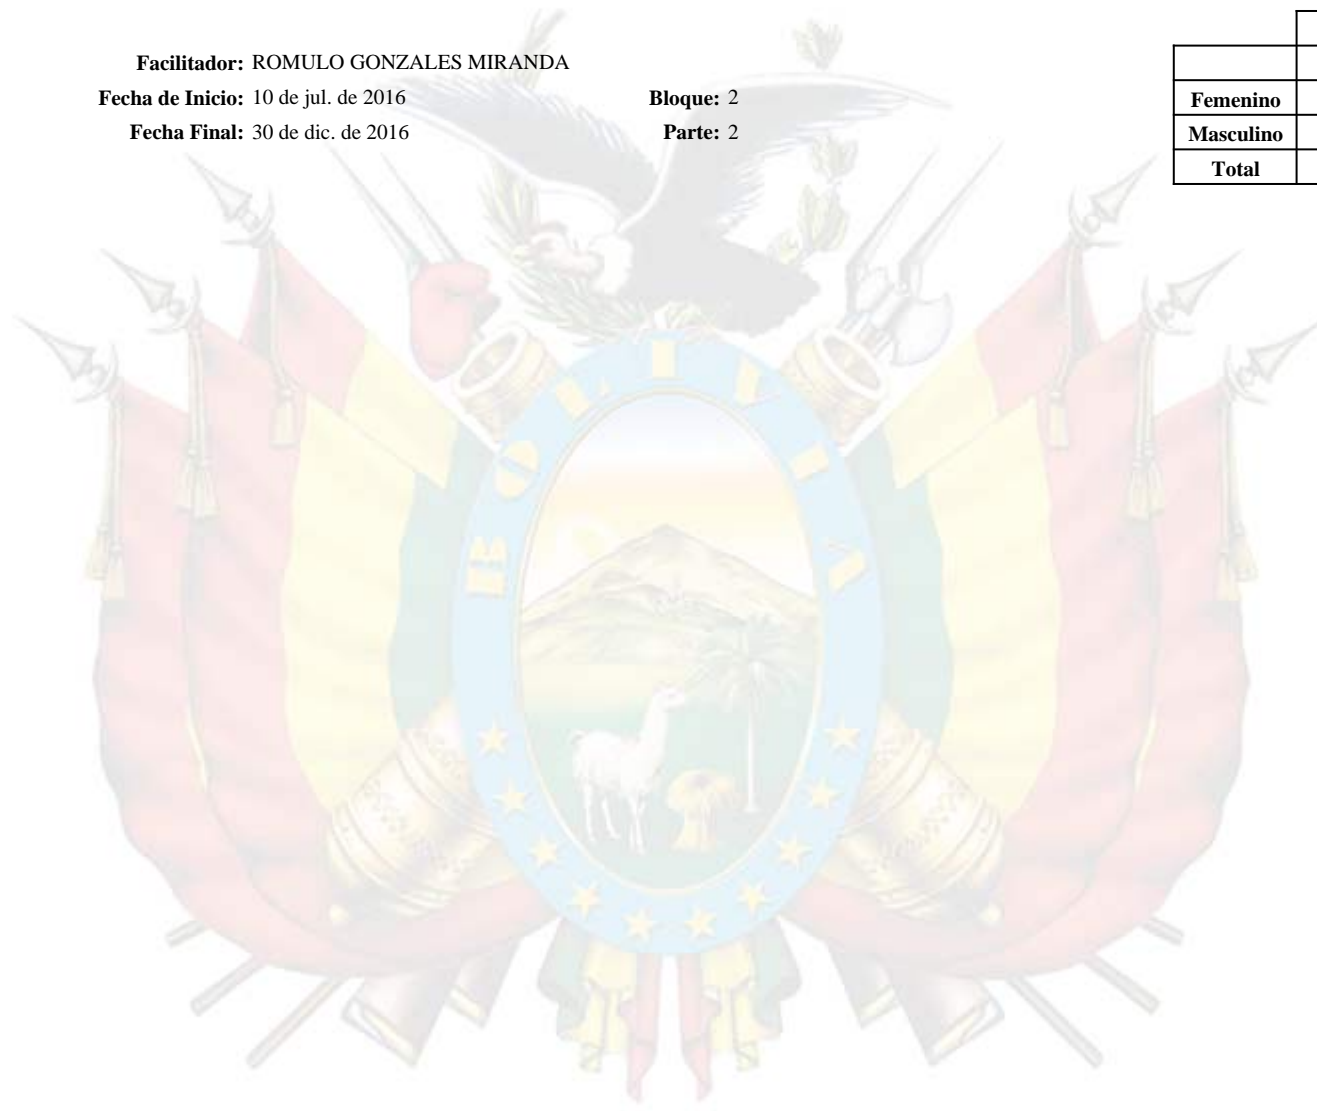 Facilitador: ROMULO GONZALES MIRANDA
Fecha de Inicio: 10 de jul. de 2016 Bloque: 2
Fecha Final: 30 de dic. de 2016 Parte: 2
Femenino
Masculino
Total
BOLIVIA